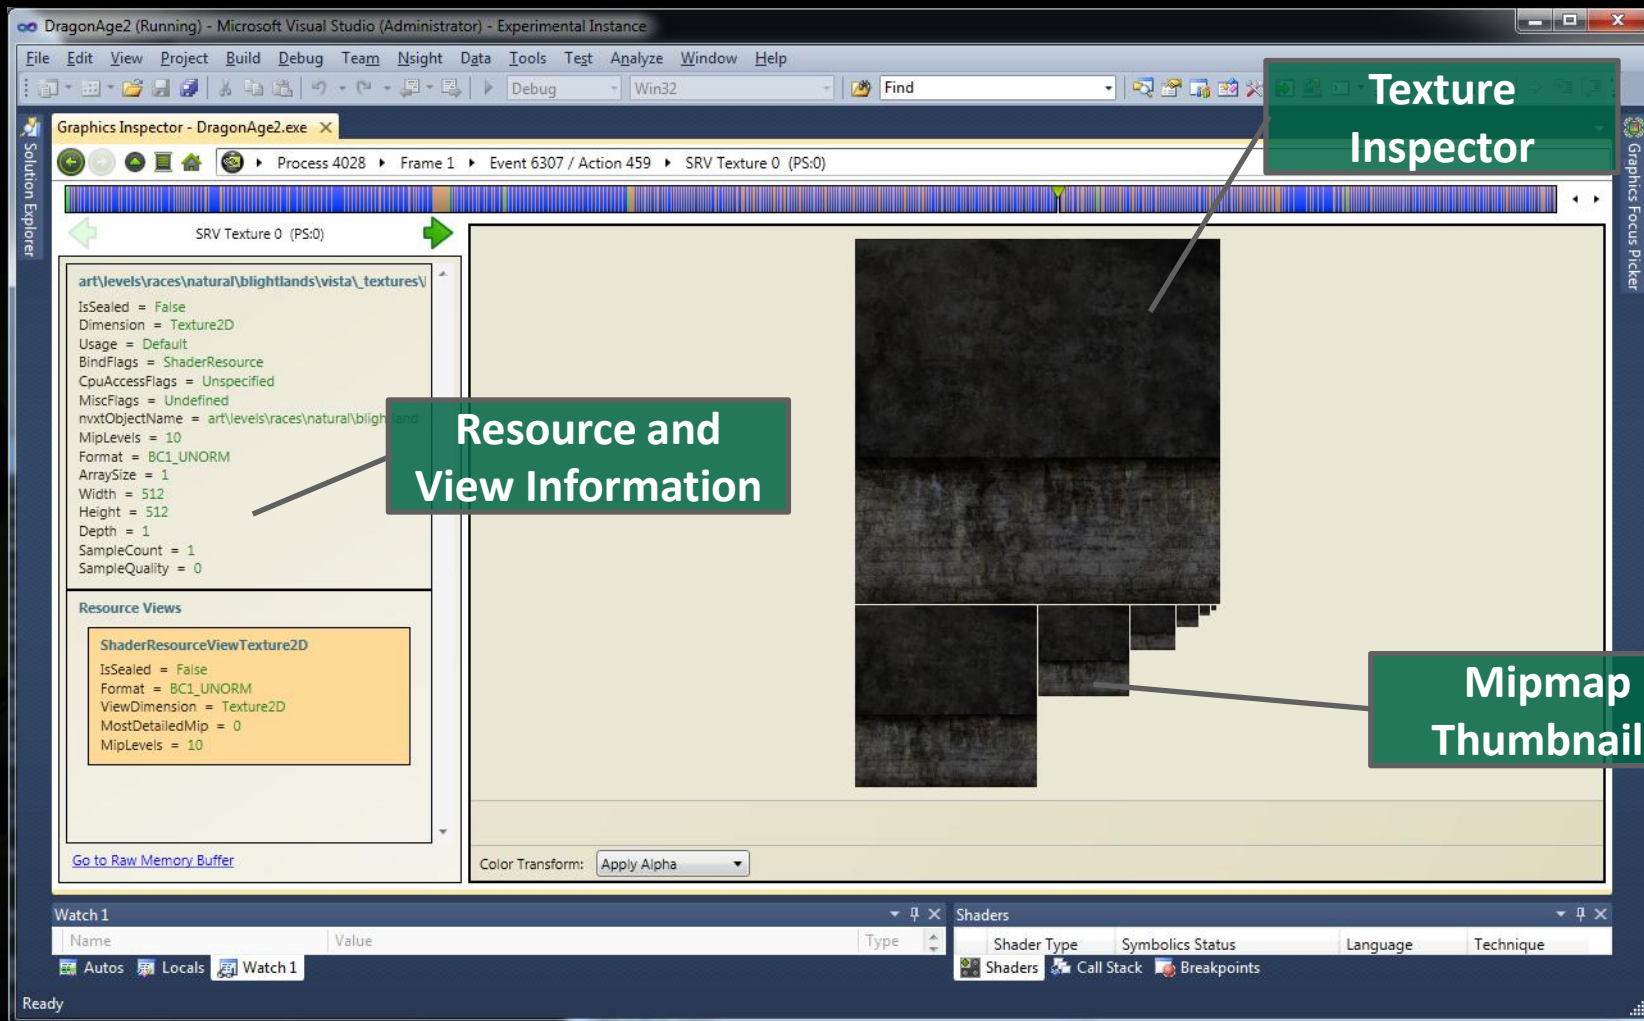 DragonAge2 (Running) - Microsoft Visual Studio (Administrator) - Experimental Instance
File Edit View Project Build Debug Team Nsight Data Tools Test Analyze Window Help
Debug Win32 Find
Texture
Inspector
Solution Explorer
Graphics Focus Picker
Graphics Inspector - DragonAge2.exe
Process 4028 Frame 1 Event 6307 / Action 459 SRV Texture 0 (PS:0)
SRV Texture 0 (PS:0)
art\levels\races\natural\blightlands\vista\_textures\
IsSealed = False
Dimension = Texture2D
Usage = Default
BindFlags = ShaderResource
CpuAccessFlags = Unspecified
MiscFlags = Undefined
nvxtObjectName = art\levels\races\natural\blightland
MipLevels = 10
Format = BC1_UNORM
ArraySize = 1
Width = 512
Height = 512
Depth = 1
SampleCount = 1
SampleQuality = 0
Resource and
View Information
Resource Views
ShaderResourceViewTexture2D
IsSealed = False
Format = BC1_UNORM
ViewDimension = Texture2D
MostDetailedMip = 0
MipLevels = 10
Mipmap
Thumbnail
Go to Raw Memory Buffer
Color Transform: Apply Alpha
Watch 1
Name Value Type
Autos Locals Watch 1
Shaders
Shader Type Symbolics Status Language Technique
Shaders Call Stack Breakpoints
Ready